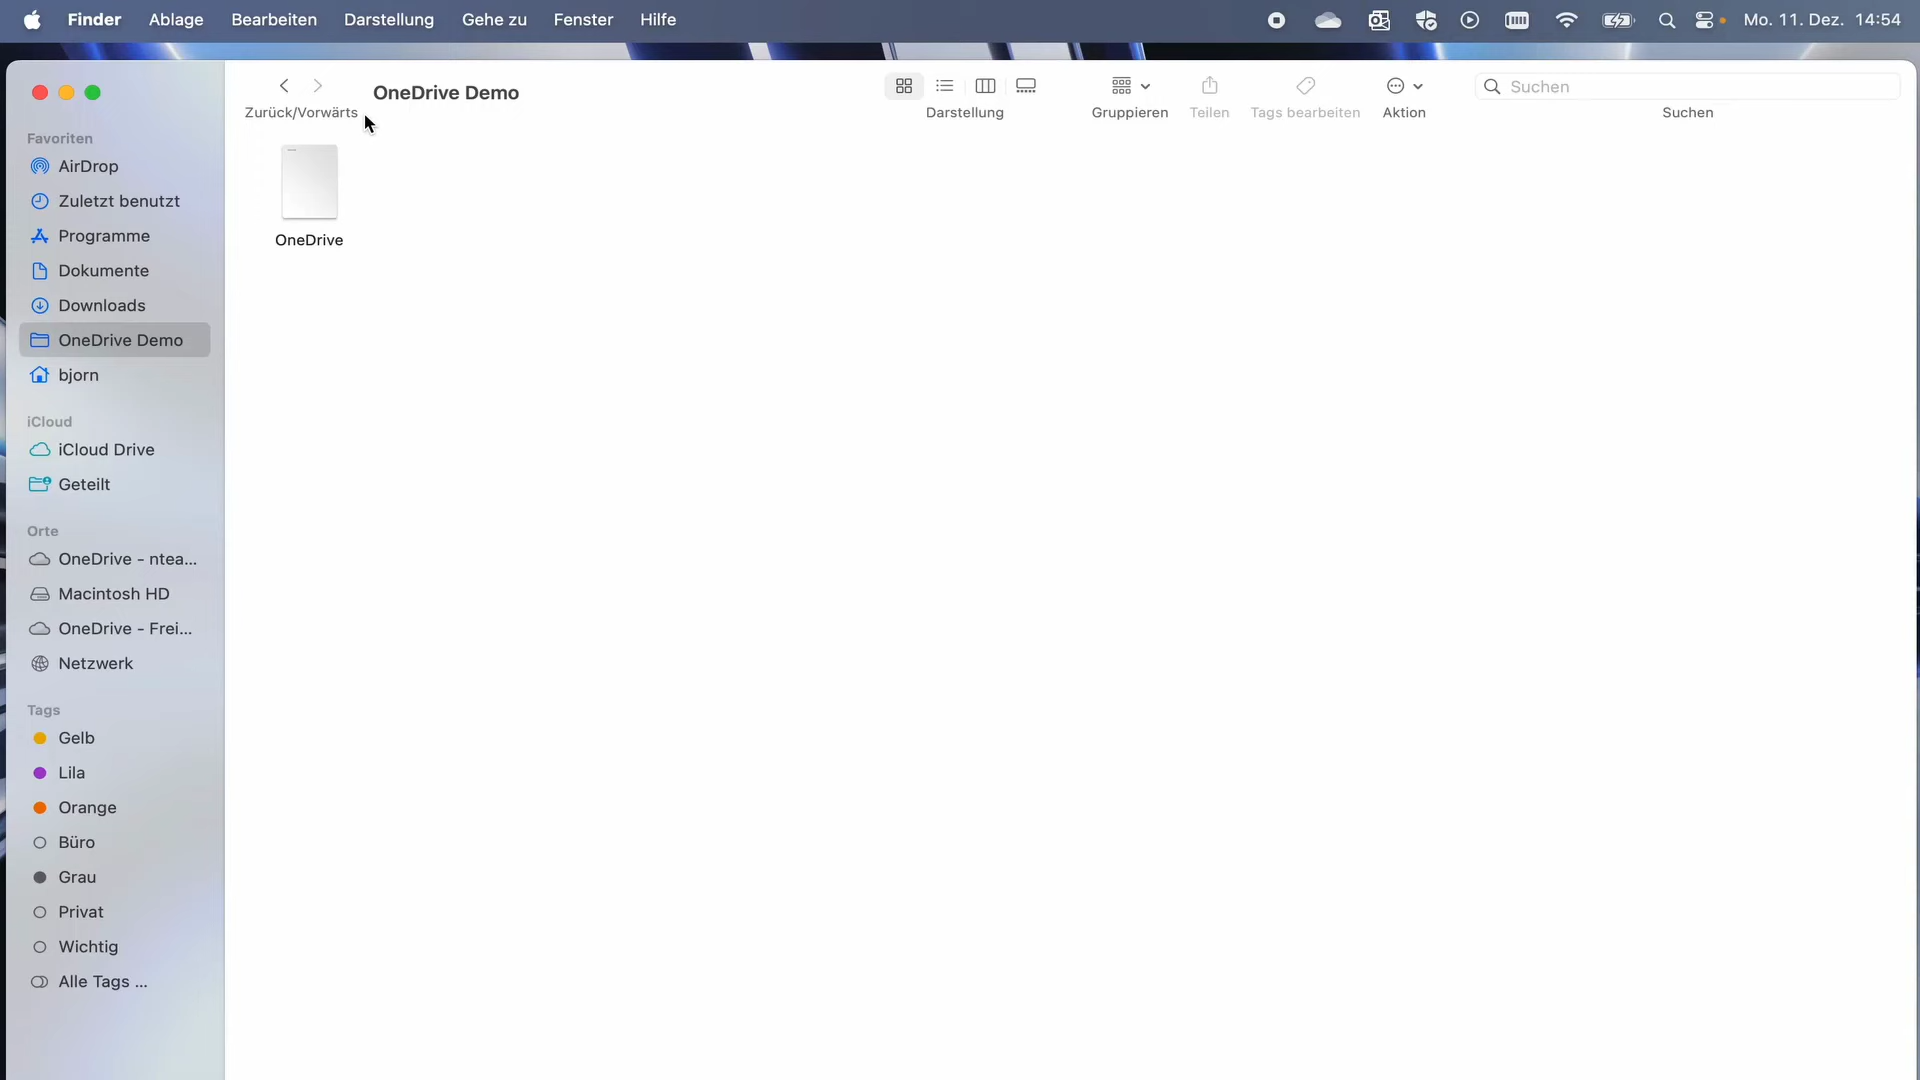 Finder Ablage Bearbeiten Darstellung Gehe zu Fenster Hilfe Mo. 11. Dez. 14:54
OneDrive Demo Suchen
Zurück/Vorwärts Darstellung Gruppieren Teilen Tags bearbeiten Aktion Suchen
Favoriten
AirDrop
Zuletzt benutzt
Programme
Dokumente
Downloads
OneDrive Demo
bjorn
iCloud
iCloud Drive
Geteilt
Orte
OneDrive – ntea...
Macintosh HD
OneDrive – Frei...
Netzwerk
Tags
Gelb
Lila
Orange
Büro
Grau
Privat
Wichtig
Alle Tags ...
OneDrive